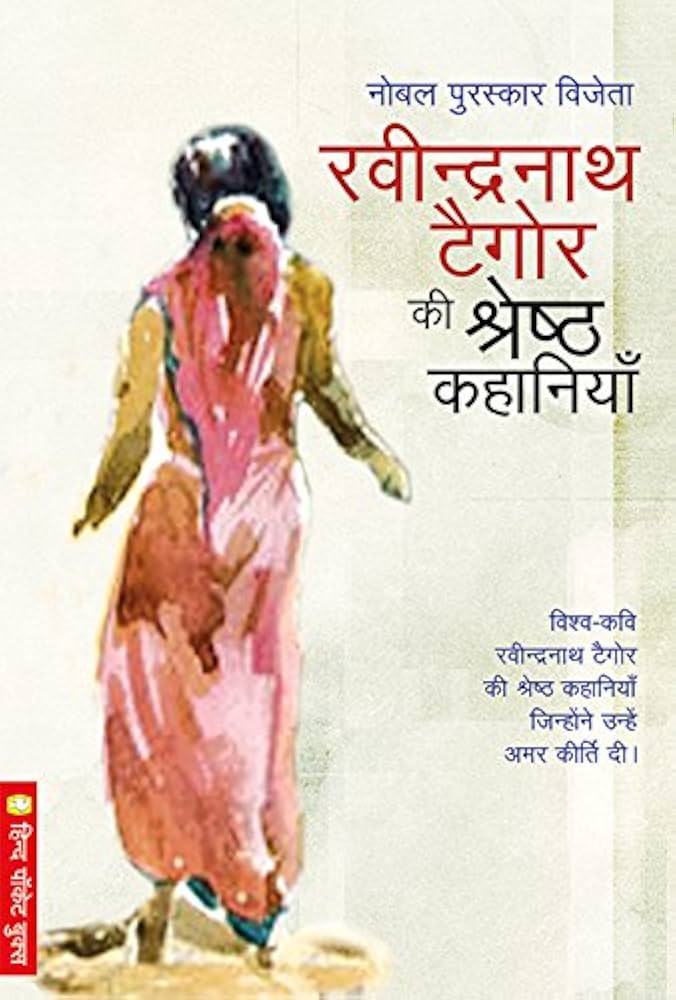 नोबल पुरस्कार विजेता
रवीन्द्रनाथ
टैगोर
की श्रेष्ठ
कहानियाँ
विश्व-कवि
रवीन्द्रनाथ टैगोर
की श्रेष्ठ कहानियाँ
जिन्होंने उन्हें
अमर कीर्ति दी।
हिन्द पॉकेट बुक्स